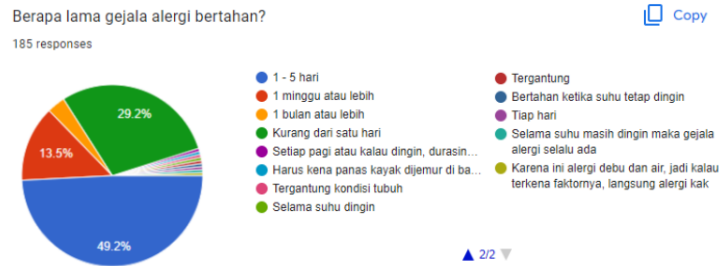 Berapa lama gejala alergi bertahan?
Copy
185 responses
1 - 5 hari
1 minggu atau lebih
1 bulan atau lebih
Kurang dari satu hari
Setiap pagi atau kalau dingin, durasin...
Harus kena panas kayak dijemur di ba...
Tergantung kondisi tubuh
Selama suhu dingin
Tergantung
Bertahan ketika suhu tetap dingin
Tiap hari
Selama suhu masih dingin maka gejala
alergi selalu ada
Karena ini alergi debu dan air, jadi kalau
terkena faktornya, langsung alergi kak
29.2%
13.5%
49.2%
2/2